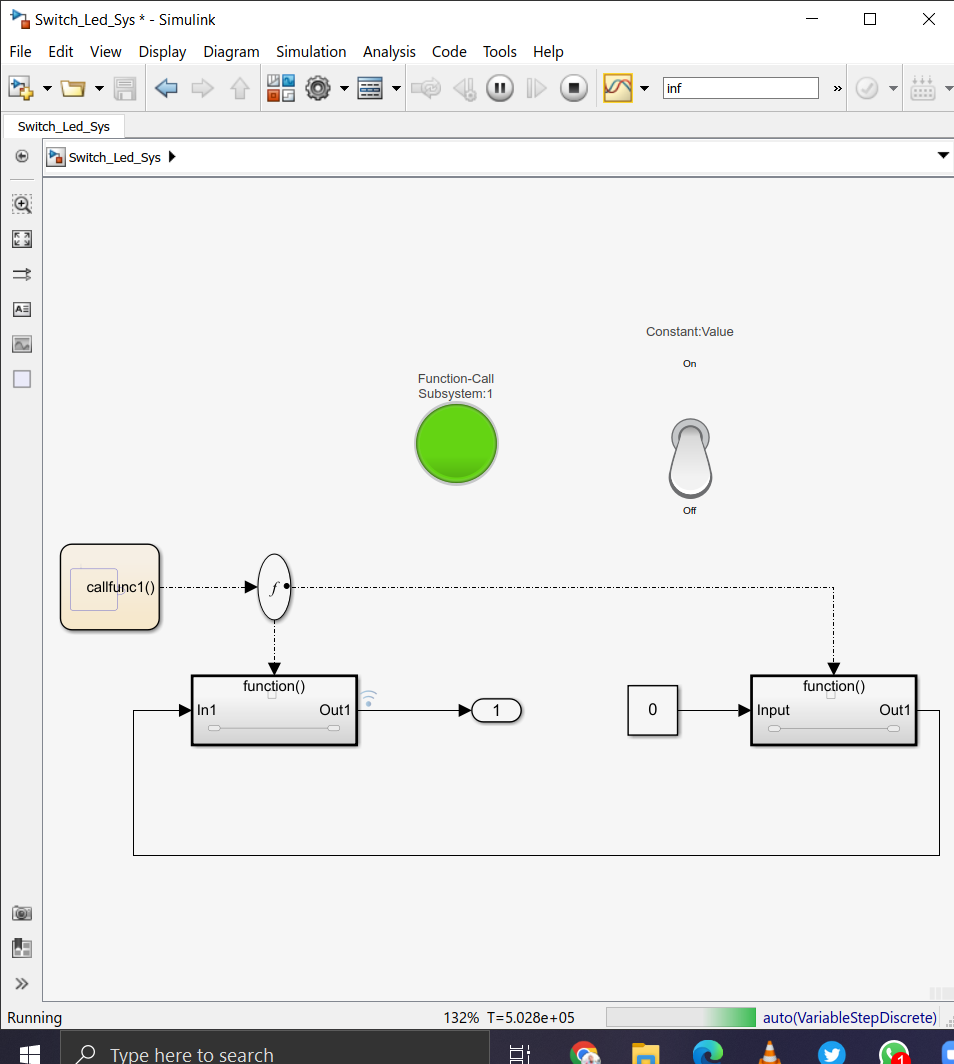 Switch_Led_Sys * - Simulink
File Edit View Display Diagram Simulation Analysis Code Tools Help
inf »
Switch_Led_Sys
Switch_Led_Sys
Constant:Value
On
Function-Call
Subsystem:1
Off
callfunc1()
f
function()
function()
In1 Out1
1
0
Input Out1
Running 132% T=5.028e+05 auto(VariableStepDiscrete)
Type here to search
1